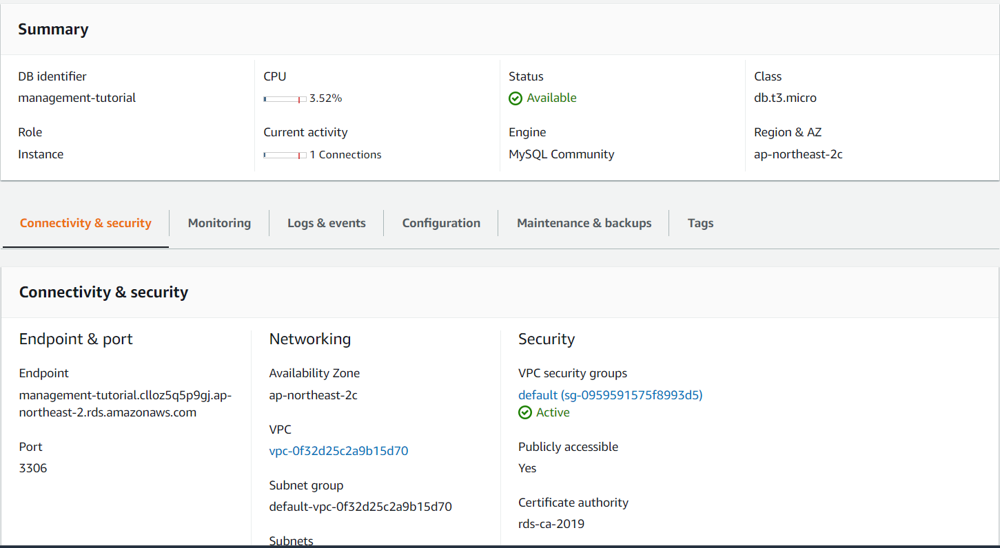 Summary
DB identifier
management-tutorial
CPU
3.52%
Status
Available
Class
db.t3.micro
Role
Instance
Current activity
1 Connections
Engine
MySQL Community
Region & AZ
ap-northeast-2c
Connectivity & security
Monitoring
Logs & events
Configuration
Maintenance & backups
Tags
Connectivity & security
Endpoint & port
Endpoint
management-tutorial.clloz5q5p9gj.ap-
northeast-2.rds.amazonaws.com
Port
3306
Networking
Availability Zone
ap-northeast-2c
VPC
vpc-0f32d25c2a9b15d70
Subnet group
default-vpc-0f32d25c2a9b15d70
Subnets
Security
VPC security groups
default (sg-0959591575f8993d5)
Active
Publicly accessible
Yes
Certificate authority
rds-ca-2019